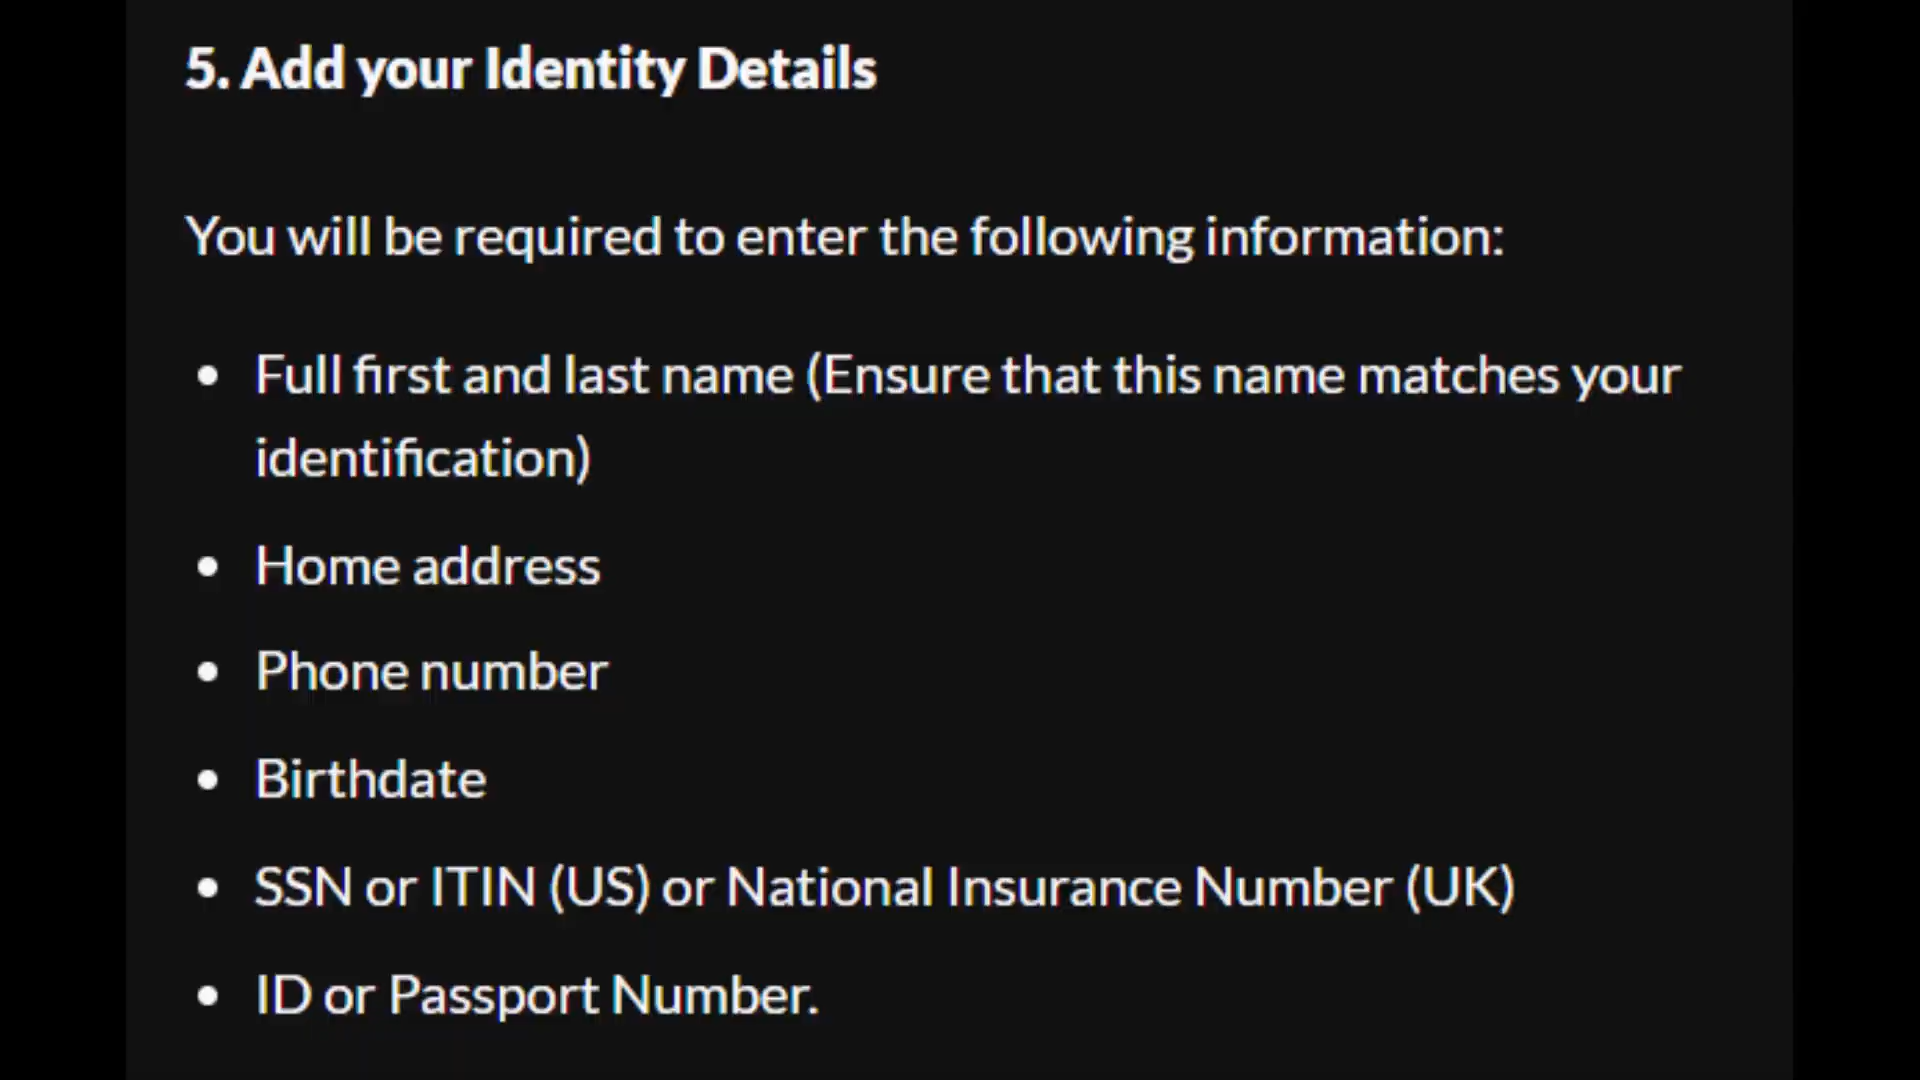 5. Add your Identity Details
You will be required to enter the following information:
• Full first and last name (Ensure that this name matches your
identification)
• Home address
• Phone number
• Birthdate
• SSN or ITIN (US) or National Insurance Number (UK)
• ID or Passport Number.